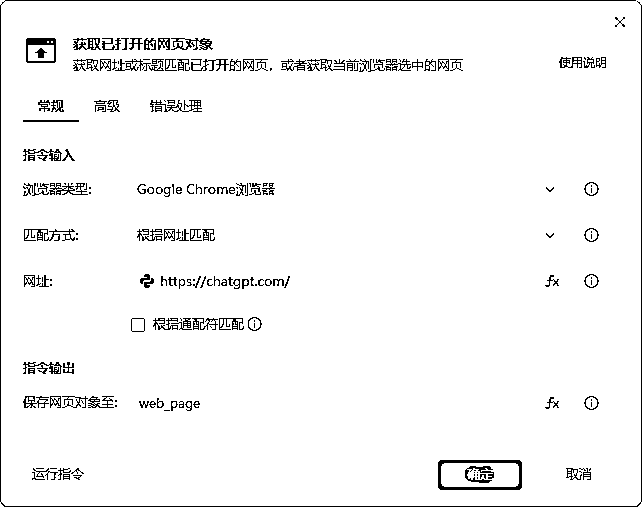 获取已打开的网页对象
获取网址或标题匹配已打开的网页，或者获取当前浏览器选中的网页
使用说明
常规 高级 错误处理
指令输入
浏览器类型: Google Chrome浏览器
匹配方式: 根据网址匹配
网址: https://chatgpt.com/ fx
根据通配符匹配
指令输出
保存网页对象至: web_page fx
运行指令 确定 取消